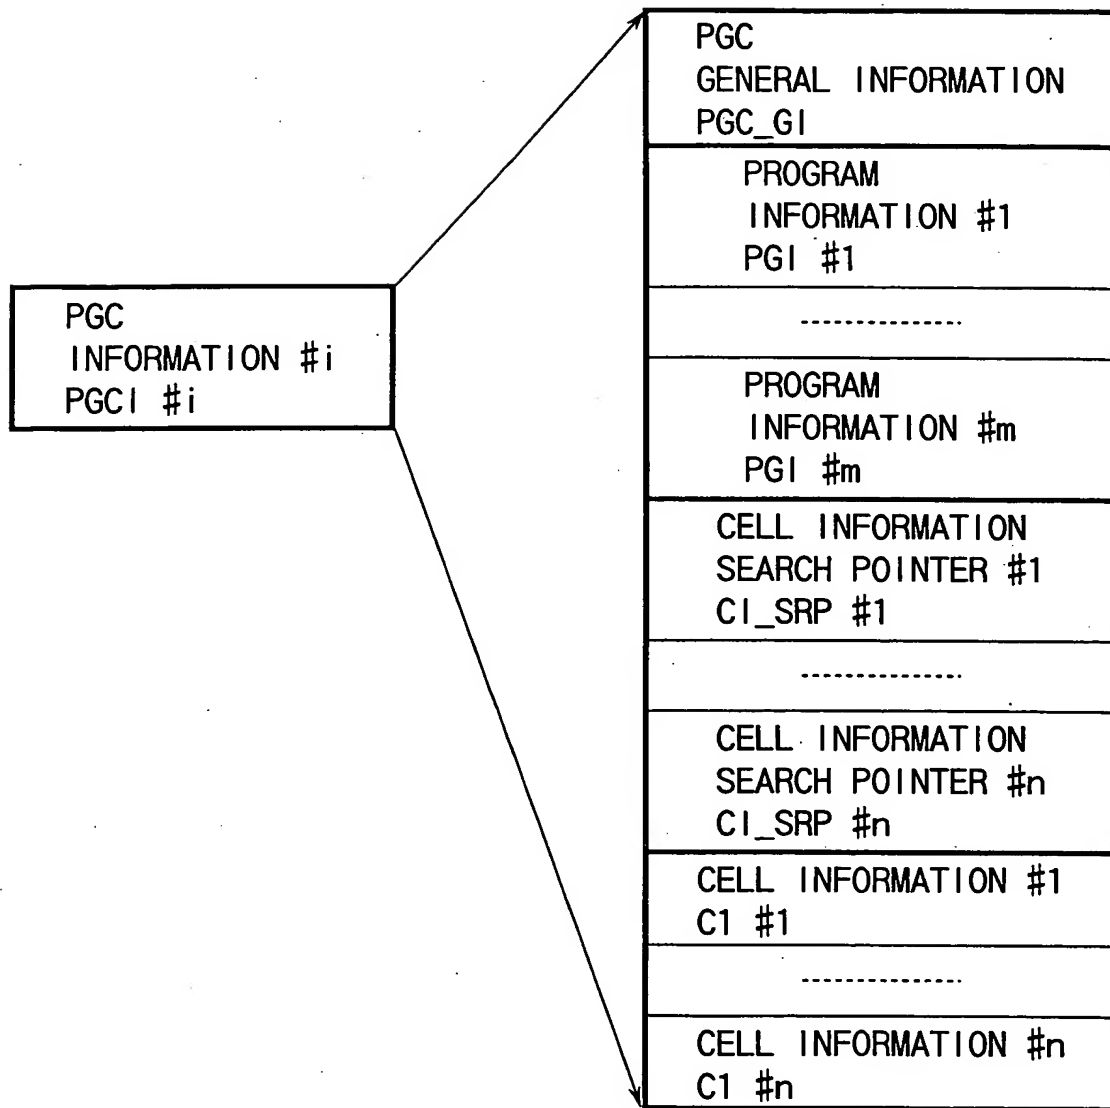 PGC
INFORMATION #i
PGCI #i
PGC
GENERAL INFORMATION
PGC_GI
PROGRAM
INFORMATION #1
PGI #1
...............
PROGRAM
INFORMATION #m
PGI #m
CELL INFORMATION
SEARCH POINTER #1
CI_SRP #1
...............
CELL INFORMATION
SEARCH POINTER #n
CI_SRP #n
CELL INFORMATION #1
C1 #1
...............
CELL INFORMATION #n
C1 #n